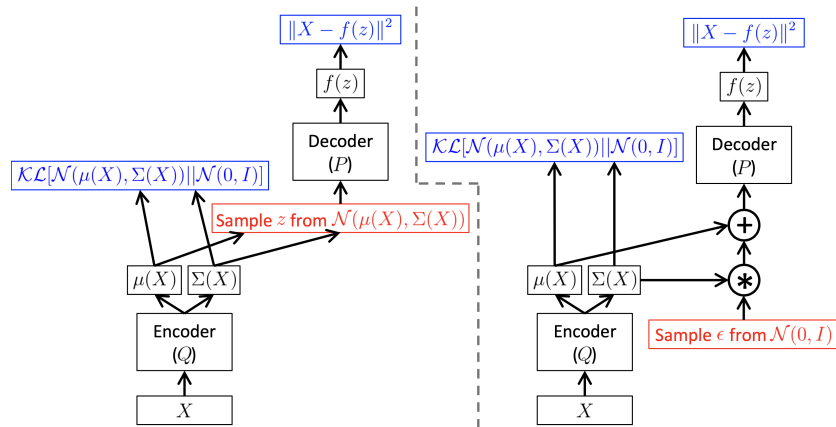 ‖X − f(z)‖²
f(z)
Decoder
(P)
𝒦ℒ[𝒩(μ(X), Σ(X))||𝒩(0, I)]
Sample z from 𝒩(μ(X), Σ(X))
μ(X)
Σ(X)
Encoder
(Q)
X
‖X − f(z)‖²
f(z)
Decoder
(P)
𝒦ℒ[𝒩(μ(X), Σ(X))||𝒩(0, I)]
+
μ(X)
Σ(X)
*
Encoder
(Q)
Sample ϵ from 𝒩(0, I)
X